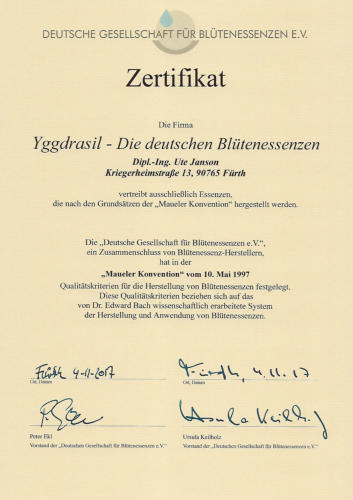 DEUTSCHE GESELLSCHAFT FÜR BLÜTENESSENZEN E.V.
Zertifikat
Die Firma
Yggdrasil - Die deutschen Blütenessenzen
Dipl.-Ing. Ute Janson
Kriegerheimstraße 13, 90765 Fürth
vertreibt ausschließlich Essenzen,
die nach den Grundsätzen der „Maueler Konvention“ hergestellt werden.
Die „Deutsche Gesellschaft für Blütenessenzen e.V.“,
ein Zusammenschluss von Blütenessenz-Herstellern,
hat in der
„Maueler Konvention“ vom 10. Mai 1997
Qualitätskriterien für die Herstellung von Blütenessenzen festgelegt.
Diese Qualitätskriterien beziehen sich auf das
von Dr. Edward Bach wissenschaftlich erarbeitete System
der Herstellung und Anwendung von Blütenessenzen.
Fürth 4-11-2017
Fürth, 4.11.17
Ort, Datum
Ort, Datum
Ursula Keilholz
Peter Ekl
Ursula Keilholz
Vorstand der „Deutschen Gesellschaft für Blütenessenzen e.V.“
Vorstand der „Deutschen Gesellschaft für Blütenessenzen e.V.“